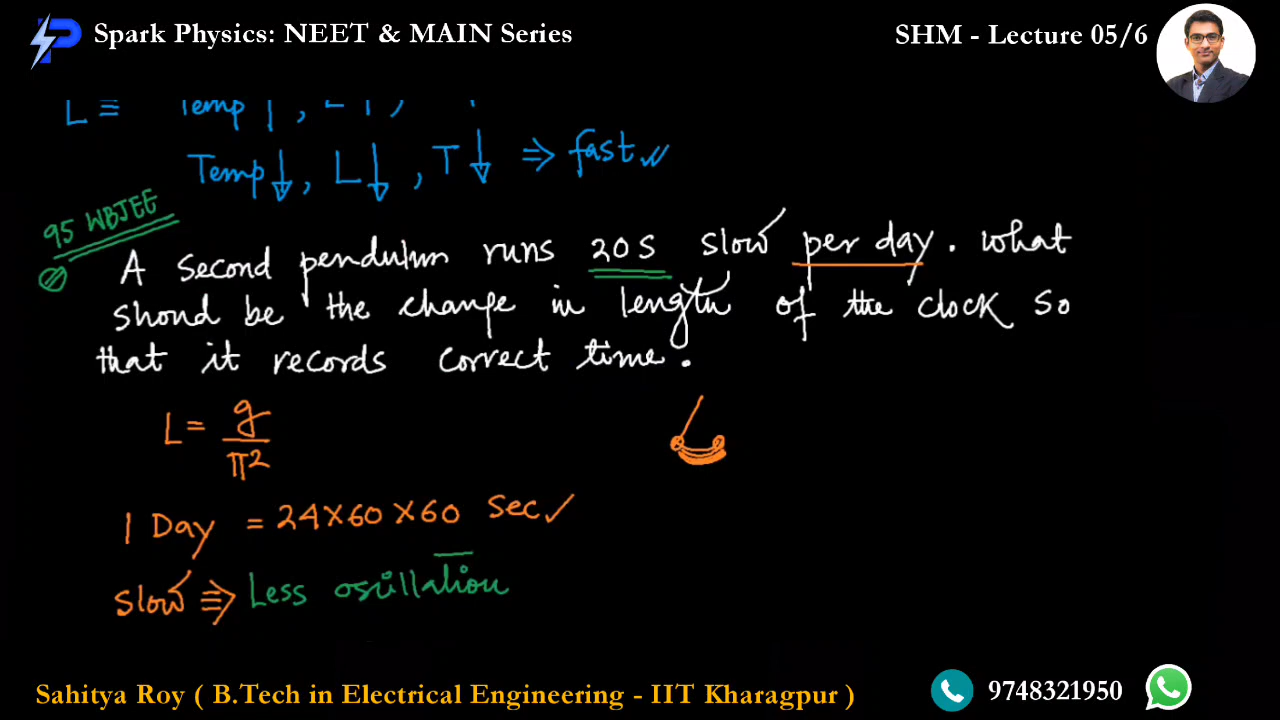 Spark Physics: NEET & MAIN Series
SHM - Lecture 05/6
L ≡ Temp↑, L↑,
Temp↓, L↓, T↓ ⇒ fast
95 WBJEE
A second pendulum runs 20 S slow per day. What
shoud be the change in length of the clock so
that it records correct time.
L = g/π2
1 Day = 24×60×60 Sec✓
slow ⇒ Less oscillation
Sahitya Roy ( B.Tech in Electrical Engineering - IIT Kharagpur )
9748321950